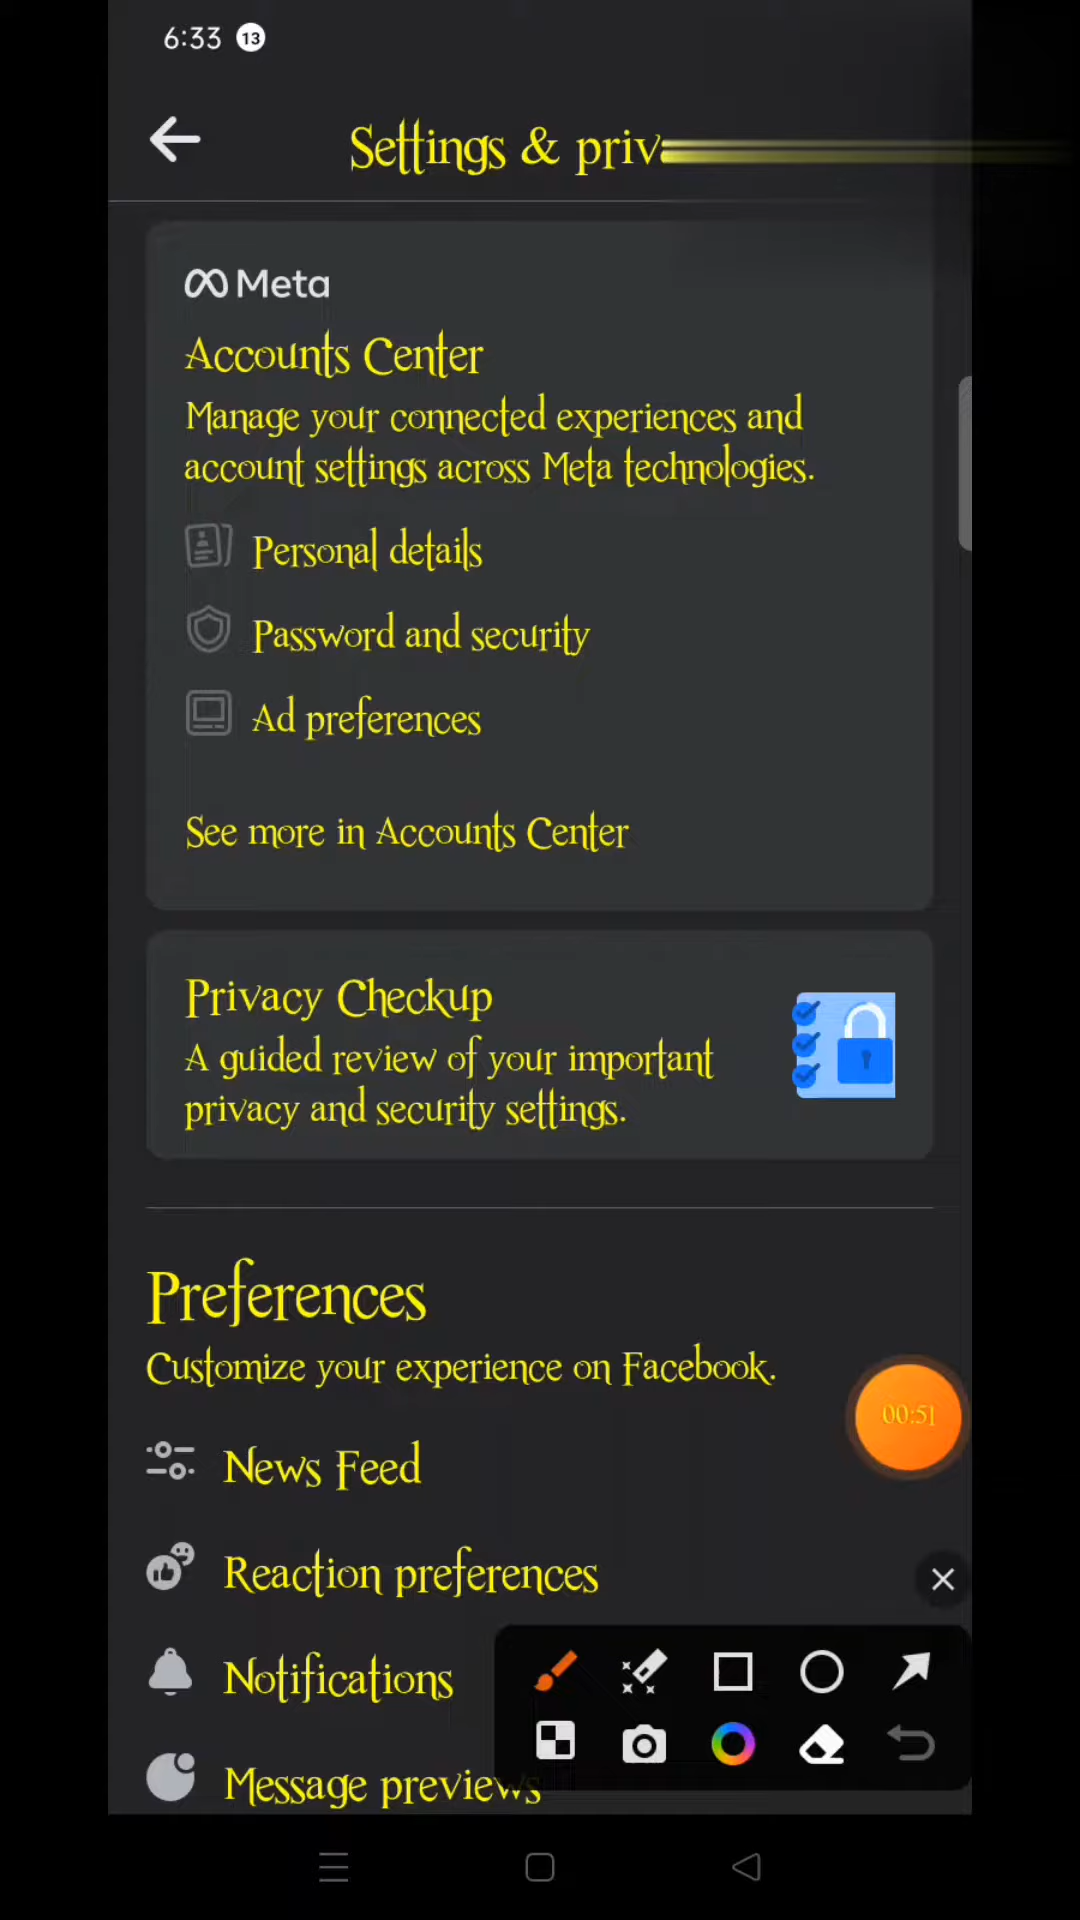 6:33 13
Settings & priv
Meta
Accounts Center
Manage your connected experiences and
account settings across Meta technologies.
Personal details
Password and security
Ad preferences
See more in Accounts Center
Privacy Checkup
A guided review of your important
privacy and security settings.
Preferences
Customize your experience on Facebook.
00:51
News Feed
Reaction preferences
Notifications
Message previews